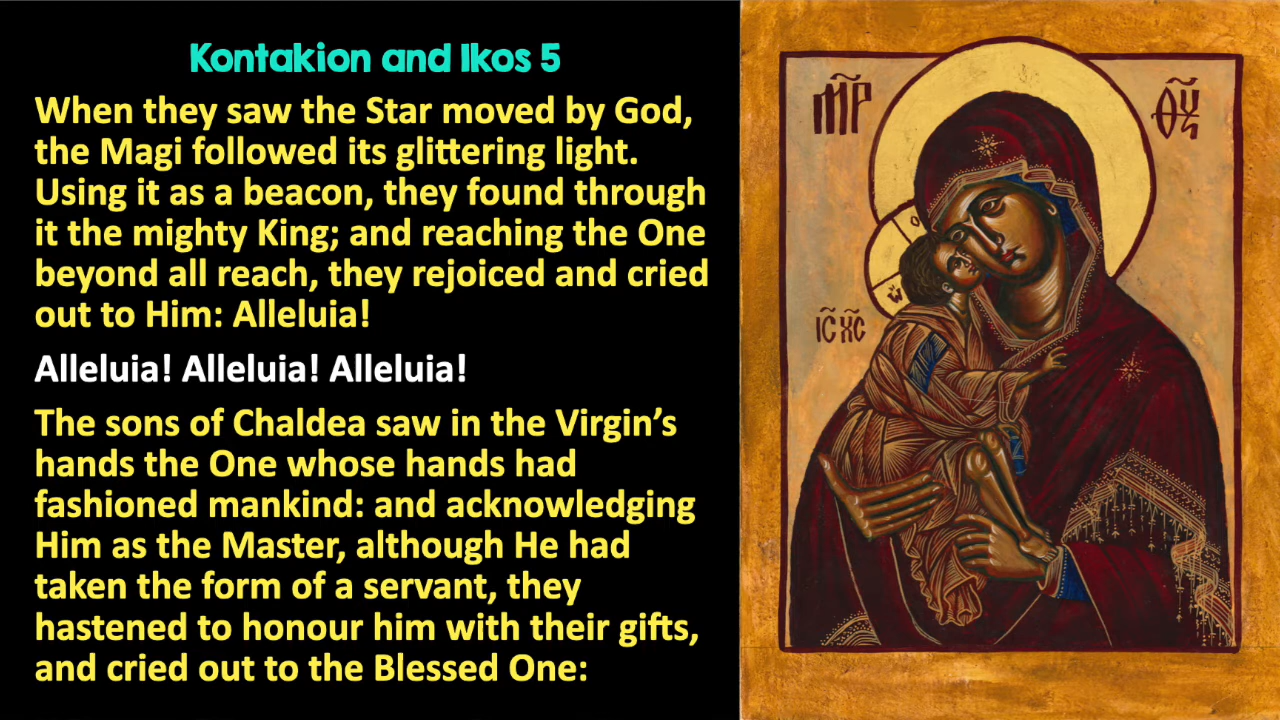 Kontakion and Ikos 5
When they saw the Star moved by God,
the Magi followed its glittering light.
Using it as a beacon, they found through
it the mighty King; and reaching the One
beyond all reach, they rejoiced and cried
out to Him: Alleluia!
Alleluia! Alleluia! Alleluia!
The sons of Chaldea saw in the Virgin’s
hands the One whose hands had
fashioned mankind: and acknowledging
Him as the Master, although He had
taken the form of a servant, they
hastened to honour him with their gifts,
and cried out to the Blessed One:
М҃Р Ѳ҃Ѵ
І҃С Х҃С